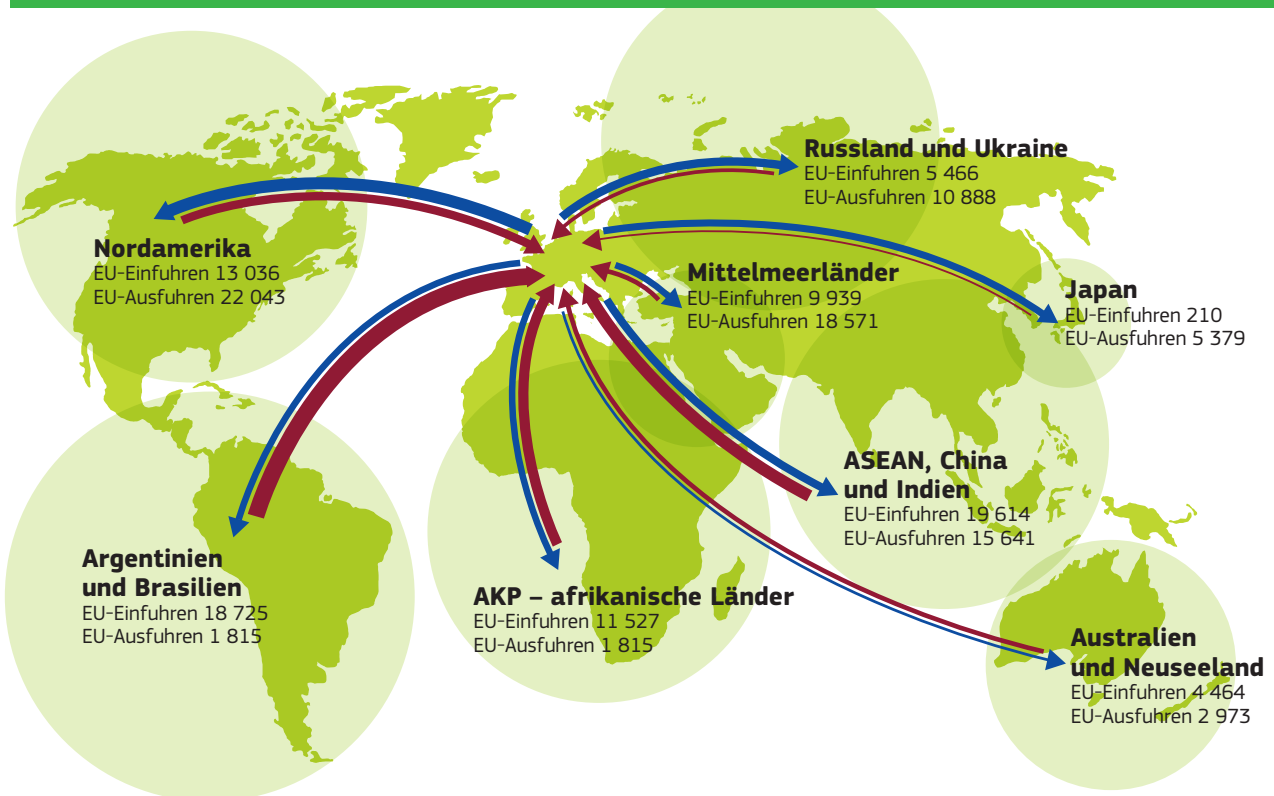 Russland und Ukraine
EU-Einfuhren 5 466
EU-Ausfuhren 10 888
Nordamerika
EU-Einfuhren 13 036
EU-Ausfuhren 22 043
Mittelmeerländer
EU-Einfuhren 9 939
EU-Ausfuhren 18 571
Japan
EU-Einfuhren 210
EU-Ausfuhren 5 379
ASEAN, China
und Indien
EU-Einfuhren 19 614
EU-Ausfuhren 15 641
Argentinien
und Brasilien
EU-Einfuhren 18 725
EU-Ausfuhren 1 815
AKP – afrikanische Länder
EU-Einfuhren 11 527
EU-Ausfuhren 1 815
Australien
und Neuseeland
EU-Einfuhren 4 464
EU-Ausfuhren 2 973